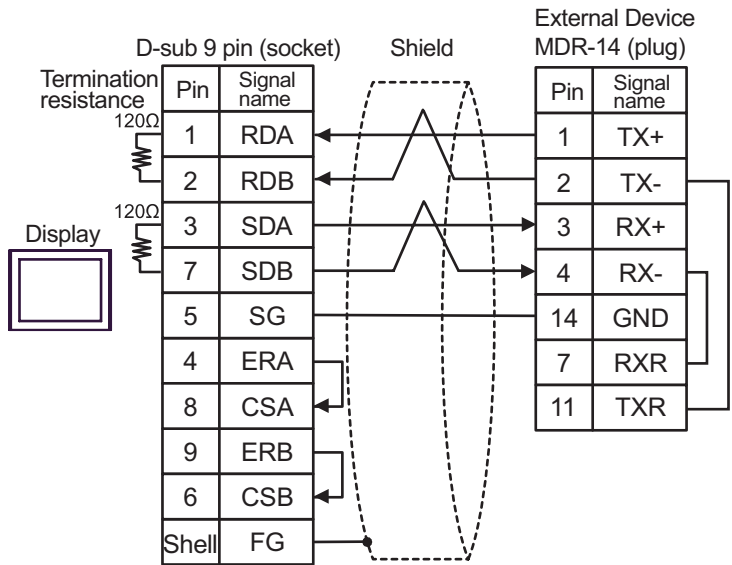 External Device
D-sub 9 pin (socket) Shield MDR-14 (plug)
Termination resistance
Pin Signal name
Pin Signal name
120Ω
1 RDA 1 TX+
2 RDB 2 TX-
120Ω
3 SDA 3 RX+
Display
7 SDB 4 RX-
5 SG 14 GND
4 ERA 7 RXR
8 CSA 11 TXR
9 ERB
6 CSB
Shell FG